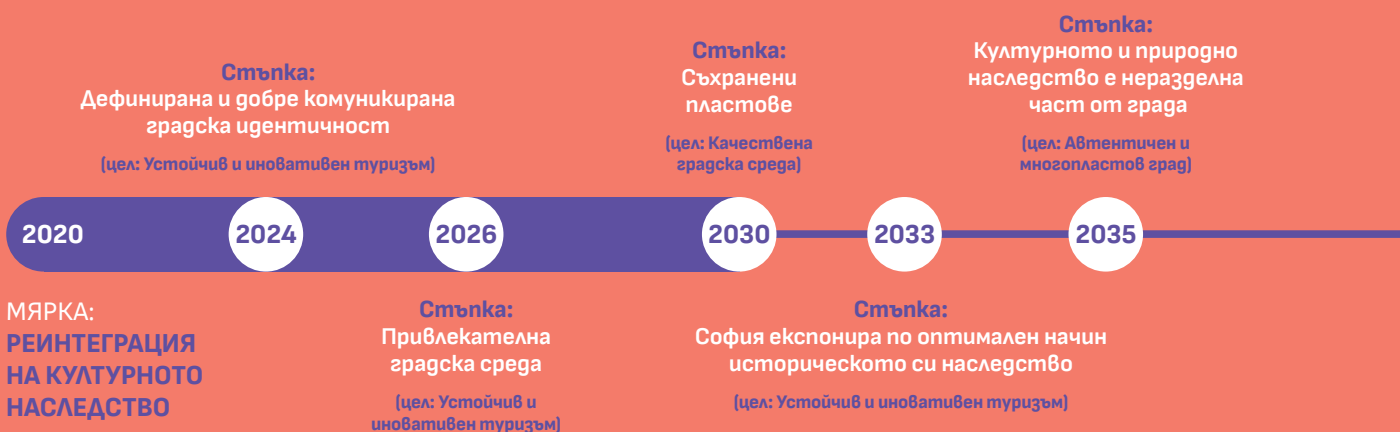 Стъпка:
Дефинирана и добре комуникирана
градска идентичност
(цел: Устойчив и иновативен туризъм)
Стъпка:
Съхранени
пластове
(цел: Качествена
градска среда)
Стъпка:
Културното и природно
наследство е неразделна
част от града
(цел: Автентичен и
многопластов град)
2020
2024
2026
2030
2033
2035
МЯРКА:
РЕИНТЕГРАЦИЯ
НА КУЛТУРНОТО
НАСЛЕДСТВО
Стъпка:
Привлекателна
градска среда
(цел: Устойчив и
иновативен туризъм)
Стъпка:
София експонира по оптимален начин
историческото си наследство
(цел: Устойчив и иновативен туризъм)